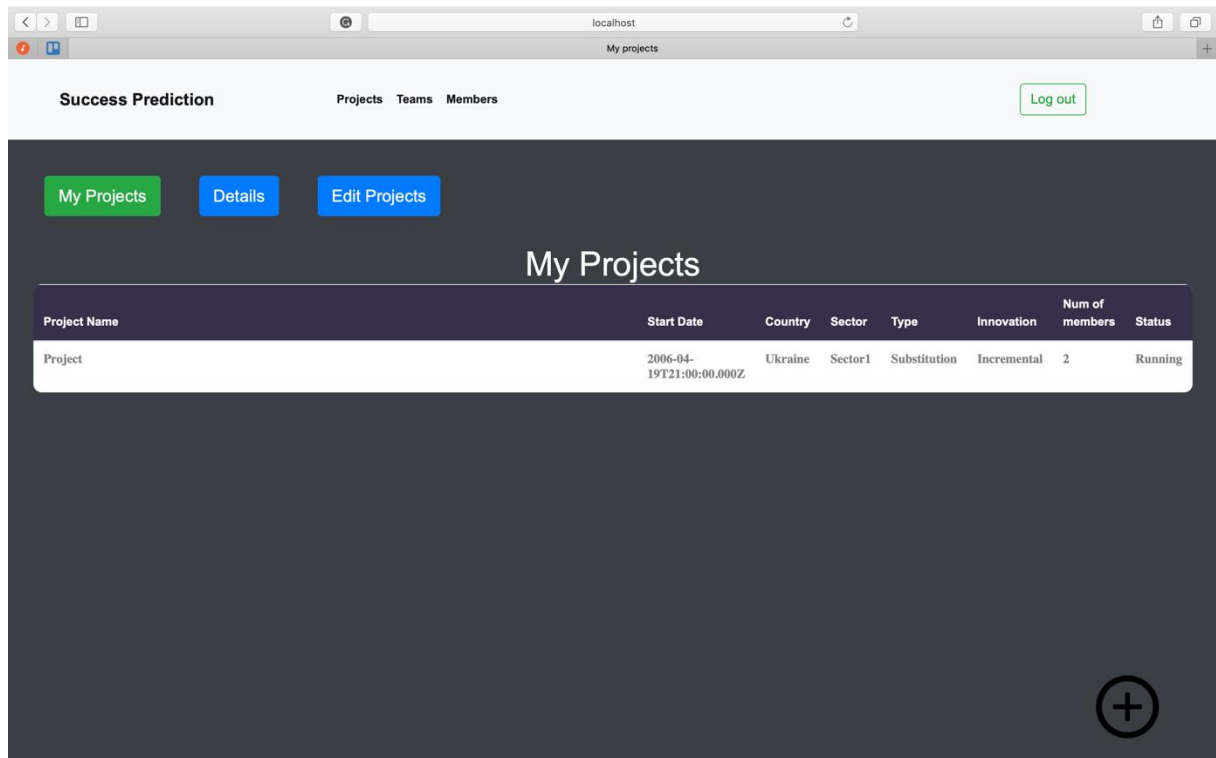 localhost
My projects
Success Prediction
Projects Teams Members
Log out
My Projects
Details
Edit Projects
My Projects
Project Name Start Date Country Sector Type Innovation Num of members Status
Project 2006-04-19T21:00:00.000Z Ukraine Sector1 Substitution Incremental 2 Running